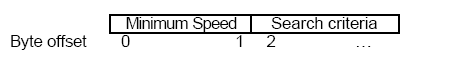 Minimum Speed Search criteria
Byte offset 0 1 2 ...